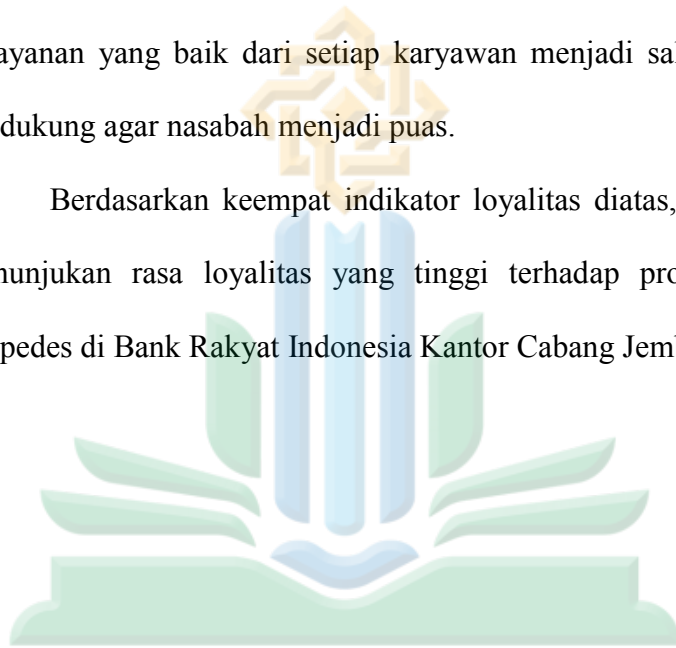 ayanan yang baik dari setiap karyawan menjadi sal
dukung agar nasabah menjadi puas.
Berdasarkan keempat indikator loyalitas diatas,
nunjukan rasa loyalitas yang tinggi terhadap pro
pedes di Bank Rakyat Indonesia Kantor Cabang Jemb